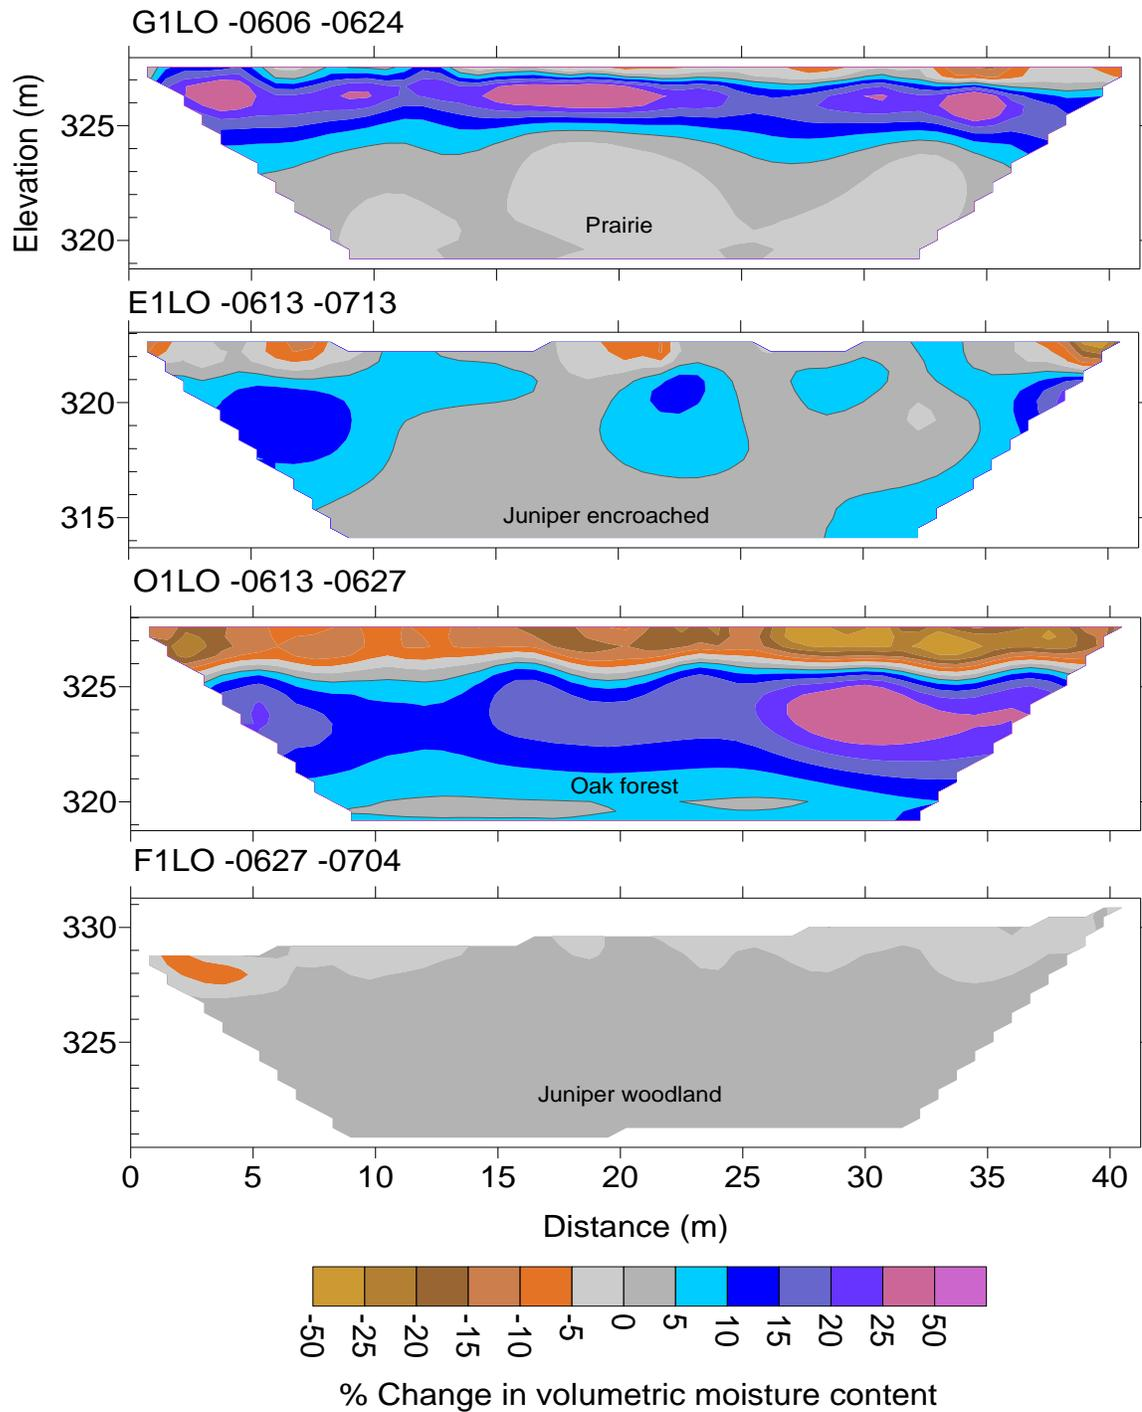 G1LO -0606 -0624
Elevation (m)
325
320
Prairie
E1LO -0613 -0713
320
315
Juniper encroached
O1LO -0613 -0627
325
320
Oak forest
F1LO -0627 -0704
330
325
Juniper woodland
0 5 10 15 20 25 30 35 40
Distance (m)
-50 -25 -20 -15 -10 -5 0 5 10 15 20 25 50
% Change in volumetric moisture content